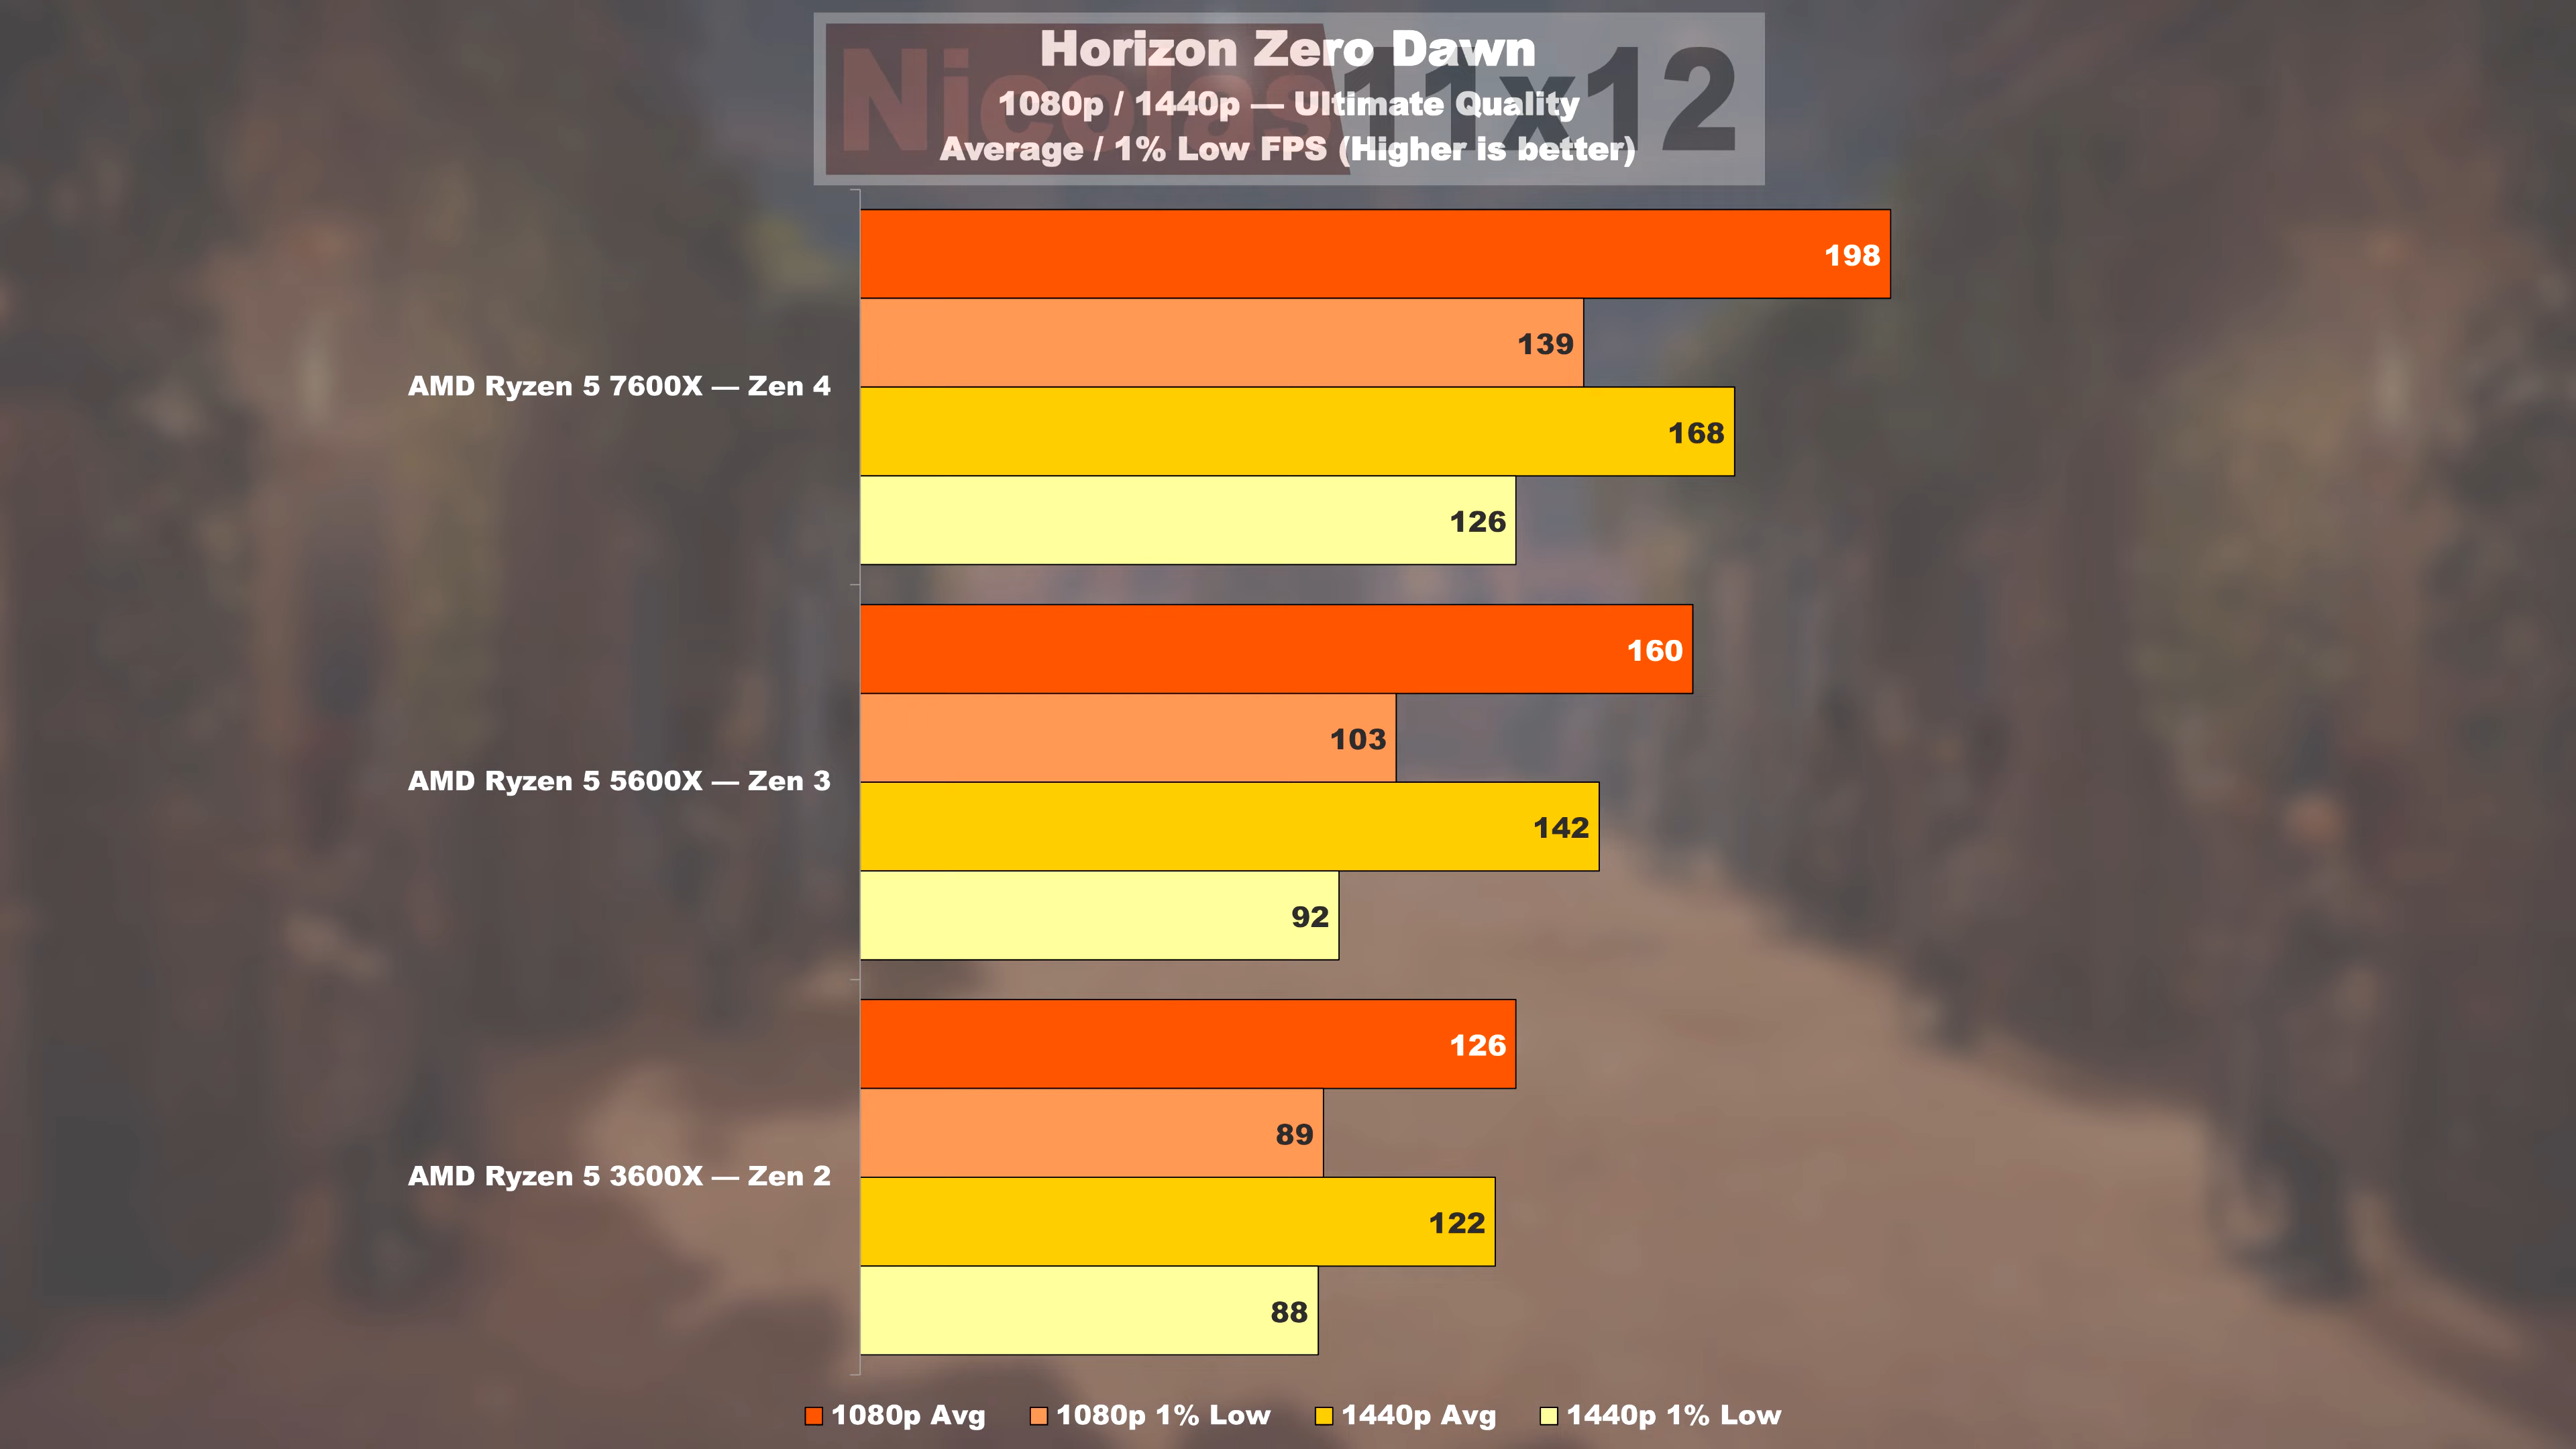 Nicolas11x12
Horizon Zero Dawn
1080p / 1440p — Ultimate Quality
Average / 1% Low FPS (Higher is better)
198
139
AMD Ryzen 5 7600X — Zen 4
168
126
160
103
AMD Ryzen 5 5600X — Zen 3
142
92
126
89
AMD Ryzen 5 3600X — Zen 2
122
88
1080p Avg 1080p 1% Low 1440p Avg 1440p 1% Low